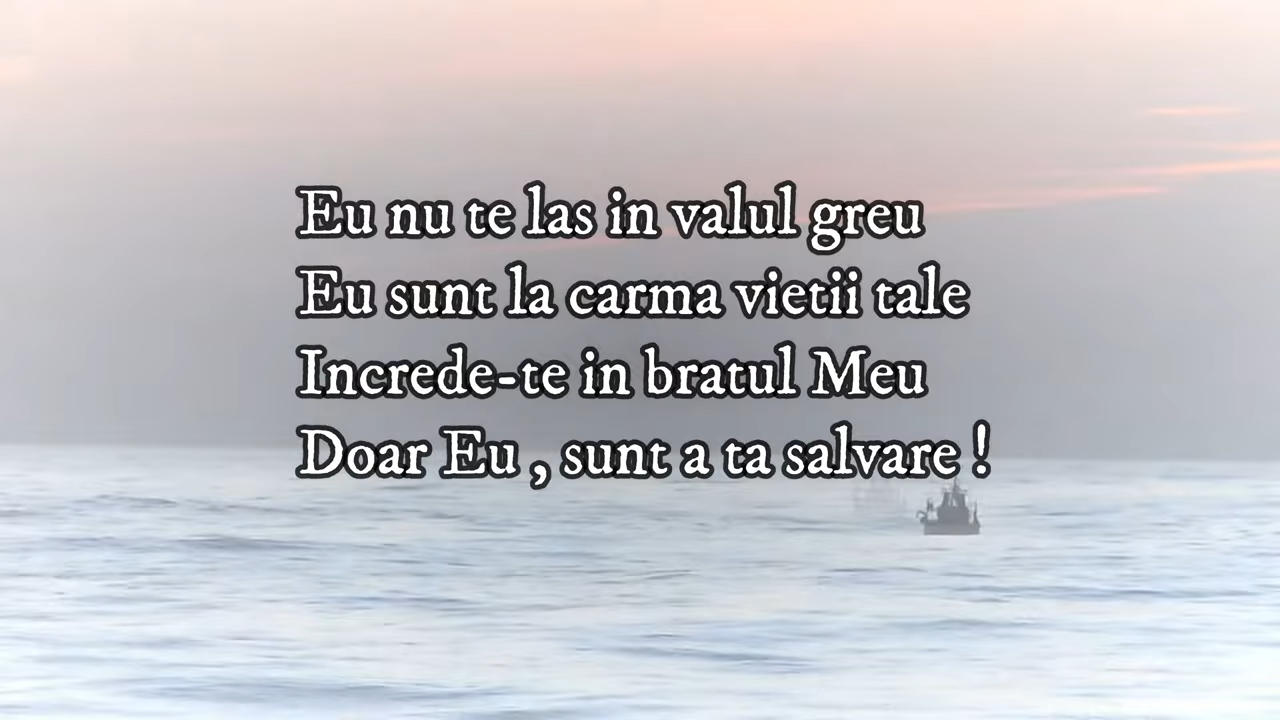 Eu nu te las in valul greu
Eu sunt la carma vietii tale
Increde-te in bratul Meu
Doar Eu , sunt a ta salvare !